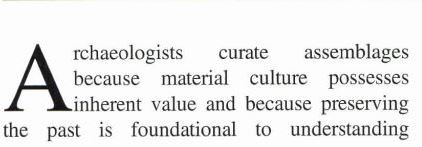 Archaeologists curate assemblages
because material culture possesses
inherent value and because preserving
the past is foundational to understanding